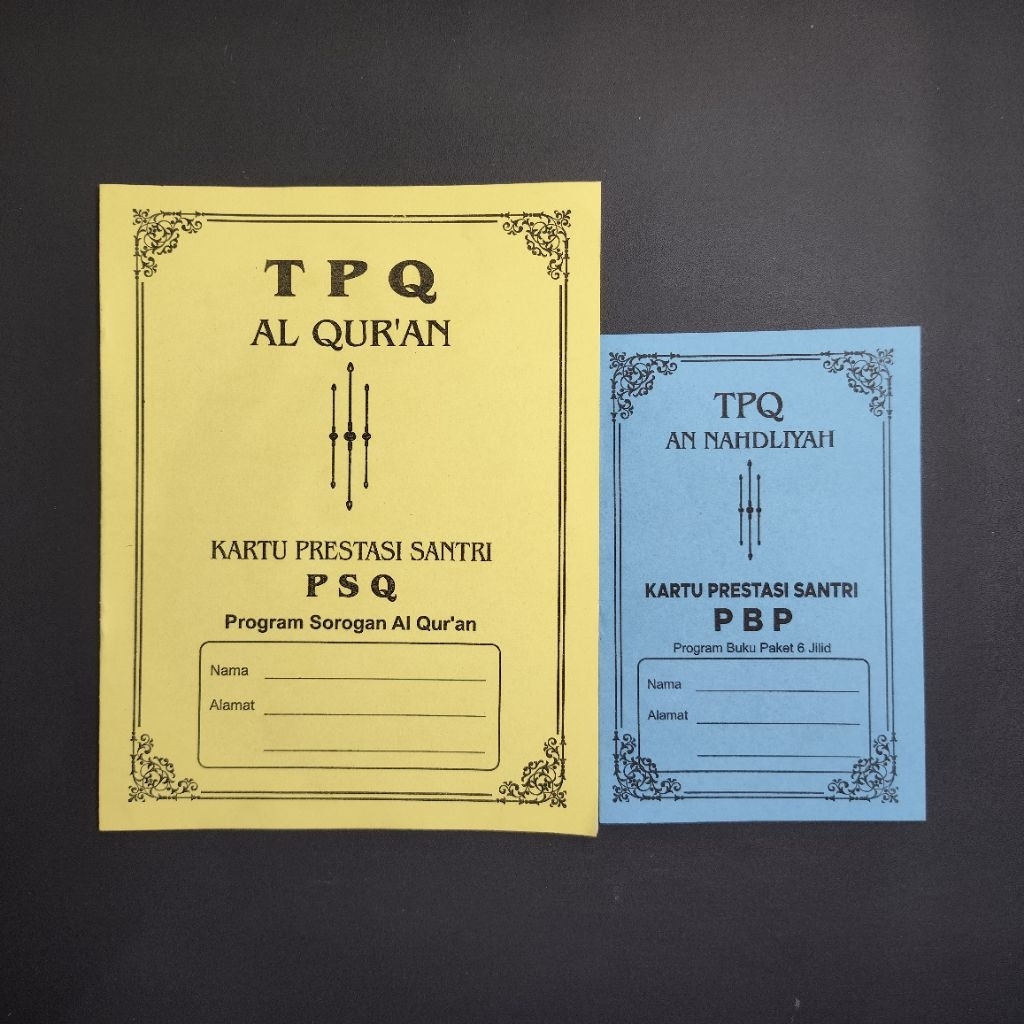 T P Q
AL QUR'AN
KARTU PRESTASI SANTRI
P S Q
Program Sorogan Al Qur'an
Nama
Alamat
TPQ
AN NAHDLIYAH
KARTU PRESTASI SANTRI
P B P
Program Buku Paket 6 Jilid
Nama
Alamat